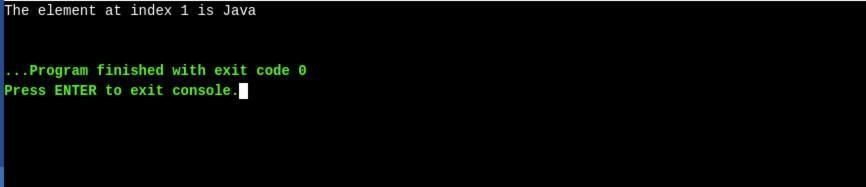 The element at index 1 is Java
...Program finished with exit code 0
Press ENTER to exit console.